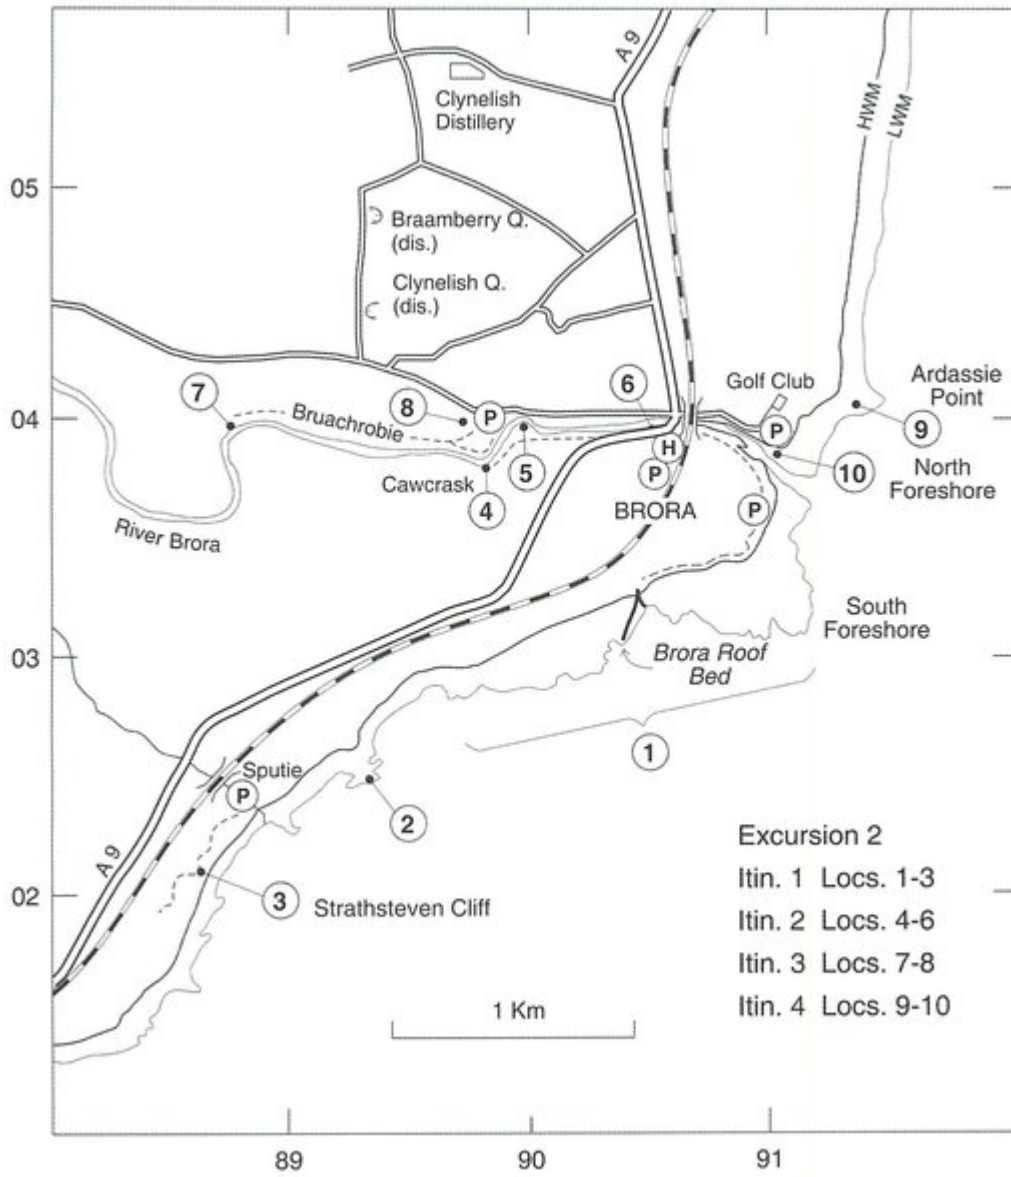 A 9
Clynelish
Distillery
HWM
LWM
05
Braamberry Q.
(dis.)
Clynelish Q.
(dis.)
6
Golf Club
Ardassie
Point
7
8
P
Bruachrobie
04
P
9
H
5
10
North
Foreshore
Cawcrask
P
4
BRORA
P
River Brora
South
Foreshore
03
Brora Roof
Bed
1
Sputie
P
2
A 9
3
Strathsteven Cliff
02
Excursion 2
Itin. 1 Locs. 1-3
Itin. 2 Locs. 4-6
Itin. 3 Locs. 7-8
Itin. 4 Locs. 9-10
1 Km
89
90
91